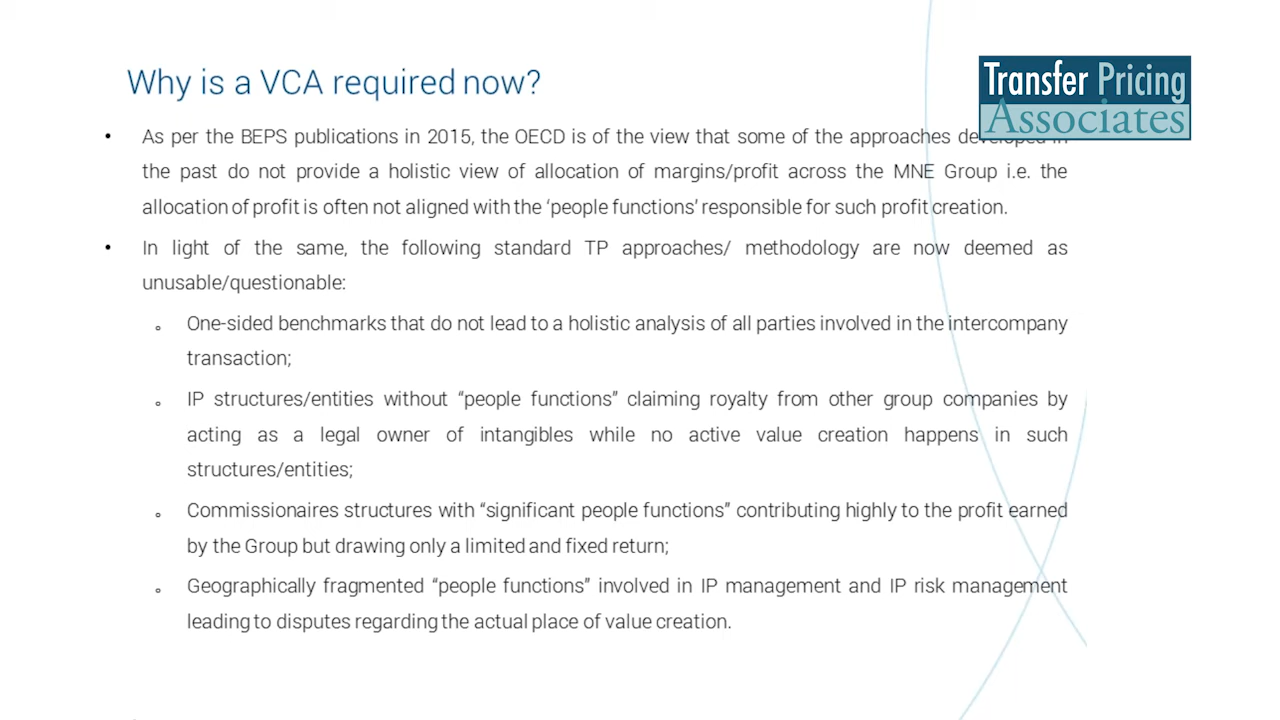 Why is a VCA required now?
Transfer Pricing
Associates
• As per the BEPS publications in 2015, the OECD is of the view that some of the approaches developed in
the past do not provide a holistic view of allocation of margins/profit across the MNE Group i.e. the
allocation of profit is often not aligned with the ‘people functions’ responsible for such profit creation.
• In light of the same, the following standard TP approaches/ methodology are now deemed as
unusable/questionable:
o One-sided benchmarks that do not lead to a holistic analysis of all parties involved in the intercompany
transaction;
o IP structures/entities without “people functions” claiming royalty from other group companies by
acting as a legal owner of intangibles while no active value creation happens in such
structures/entities;
o Commissionaires structures with “significant people functions” contributing highly to the profit earned
by the Group but drawing only a limited and fixed return;
o Geographically fragmented “people functions” involved in IP management and IP risk management
leading to disputes regarding the actual place of value creation.